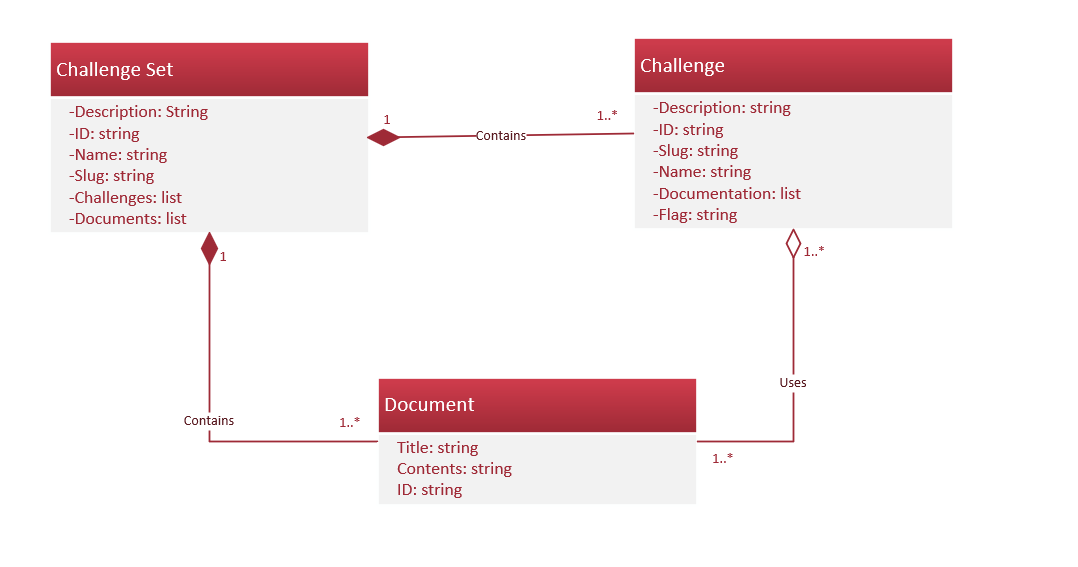 Challenge Set
-Description: String
-ID: string
-Name: string
-Slug: string
-Challenges: list
-Documents: list
1
Contains
1..*
Challenge
-Description: string
-ID: string
-Slug: string
-Name: string
-Documentation: list
-Flag: string
1
Contains
1..*
1..*
Uses
1..*
Document
Title: string
Contents: string
ID: string